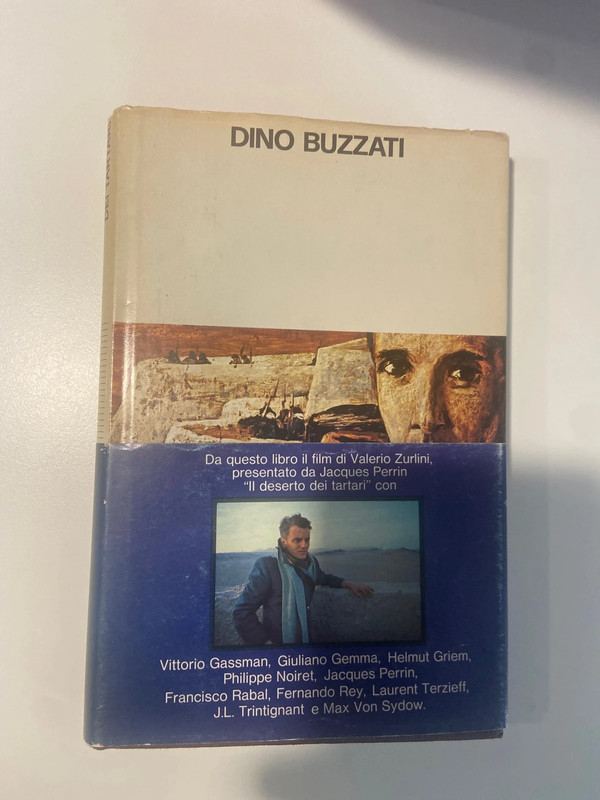 DINO BUZZATI
DEI TARTARI
Da questo libro il film di Valerio Zurlini,
presentato da Jacques Perrin
"Il deserto dei tartari" con
Vittorio Gassman, Giuliano Gemma, Helmut Griem,
Philippe Noiret, Jacques Perrin,
Francisco Rabal, Fernando Rey, Laurent Terzieff,
J.L. Trintignant e Max Von Sydow.